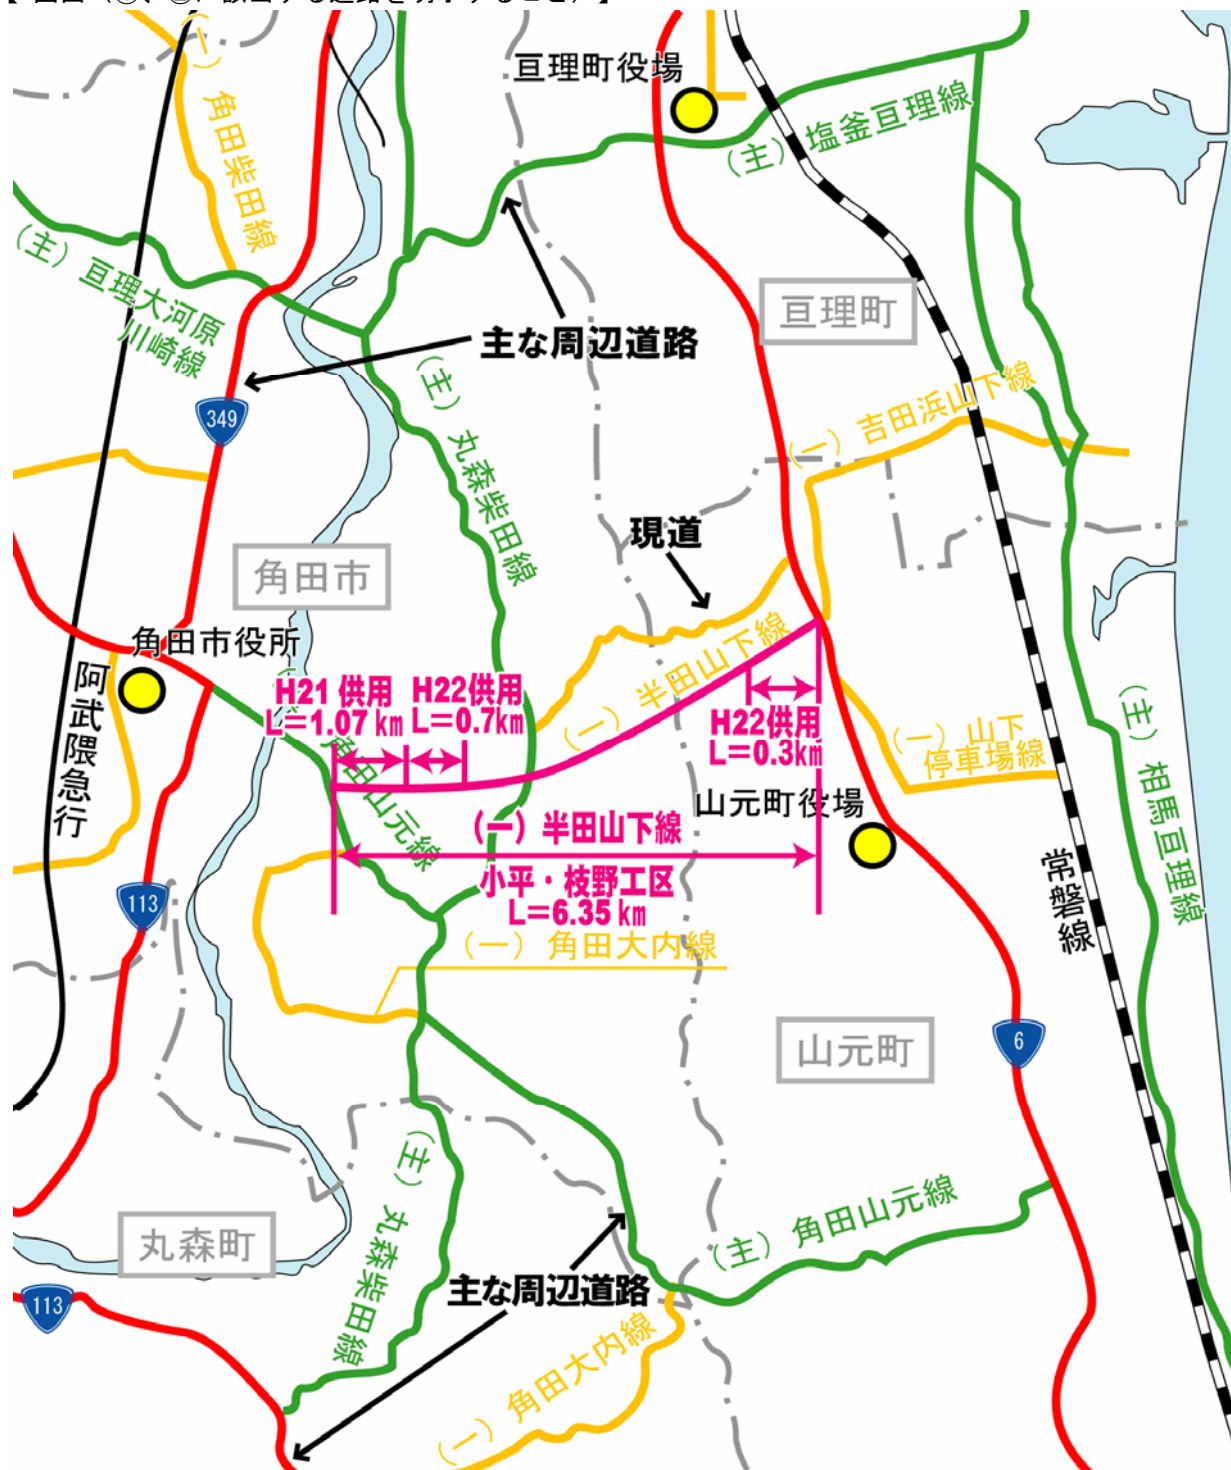 亘理町役場
(一)
角田柴田線
(主) 塩釜亘理線
(主) 亘理大河原
川崎線
亘理町
主な周辺道路
(主) 丸森柴田線
349
(一) 吉田浜山下線
現道
角田市
角田市役所
(一) 半田山下線
阿武隈急行
H21 供用
L=1.07 km
H22供用
L=0.7km
H22供用
L=0.3km
(一) 山下
停車場線
(主) 相馬亘理線
角田山元線
山元町役場
(一) 半田山下線
小平・枝野工区
L=6.35 km
常磐線
113
(一) 角田大内線
山元町
6
(主) 丸森柴田線
(主) 角田山元線
丸森町
主な周辺道路
113
(一) 角田大内線